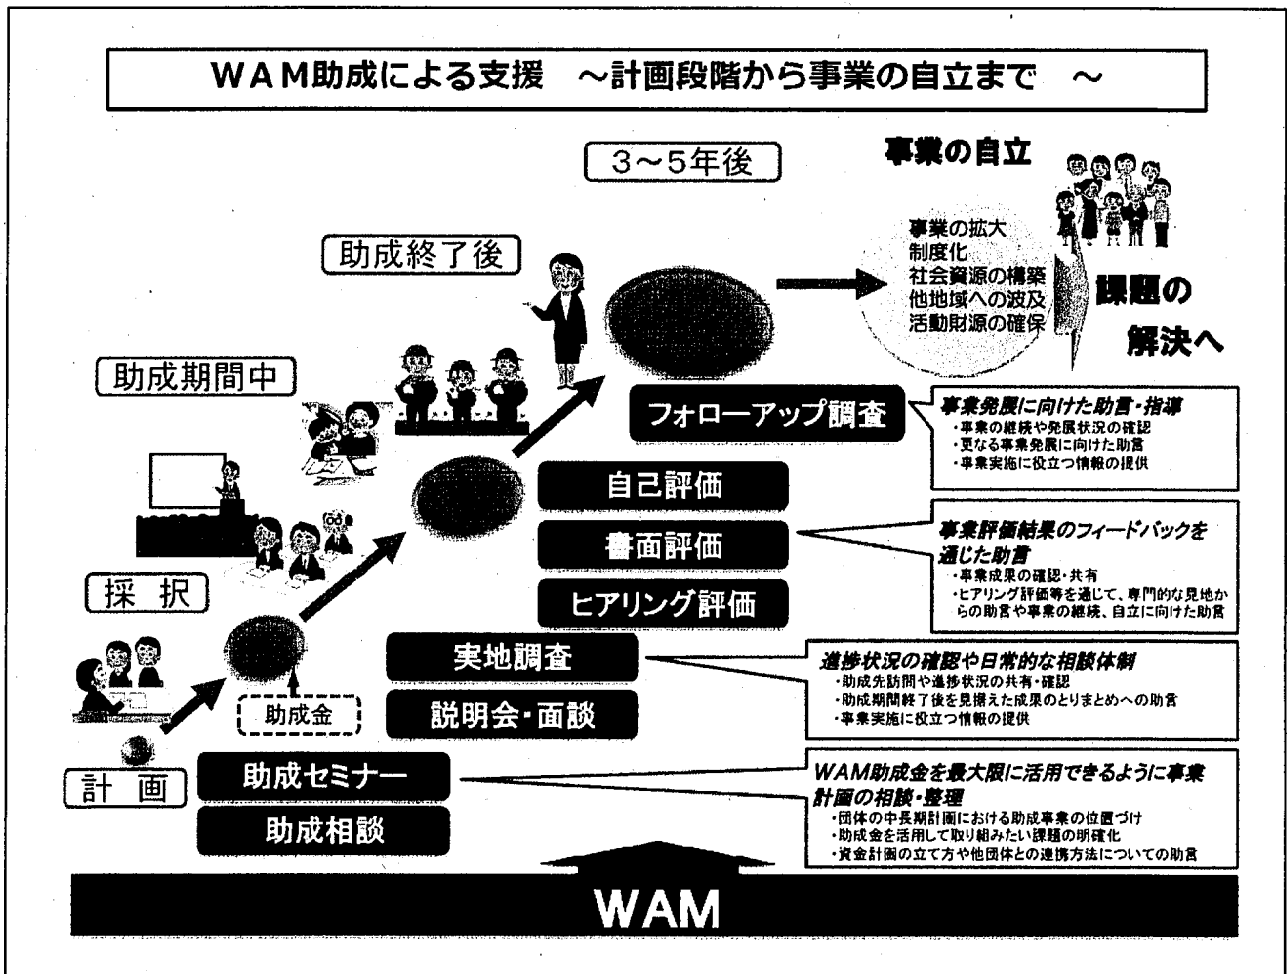 WAM助成による支援　～計画段階から事業の自立まで　～
3～5年後
事業の自立
事業の拡大
制度化
社会資源の構築
他地域への波及
活動財源の確保
課題の
解決へ
助成終了後
助成期間中
フォローアップ調査
事業発展に向けた助言・指導
・事業の継続や発展状況の確認
・更なる事業発展に向けた助言
・事業実施に役立つ情報の提供
自己評価
書面評価
ヒアリング評価
事業評価結果のフィードバックを
通じた助言
・事業成果の確認・共有
・ヒアリング評価等を通じて、専門的な見地か
らの助言や事業の継続、自立に向けた助言
採択
実地調査
説明会・面談
進捗状況の確認や日常的な相談体制
・助成先訪問や進捗状況の共有・確認
・助成期間終了後を見据えた成果のとりまとめへの助言
・事業実施に役立つ情報の提供
助成金
計画
助成セミナー
助成相談
WAM助成金を最大限に活用できるように事業
計画の相談・整理
・団体の中長期計画における助成事業の位置づけ
・助成金を活用して取り組みたい課題の明確化
・資金計画の立て方や他団体との連携方法についての助言
WAM